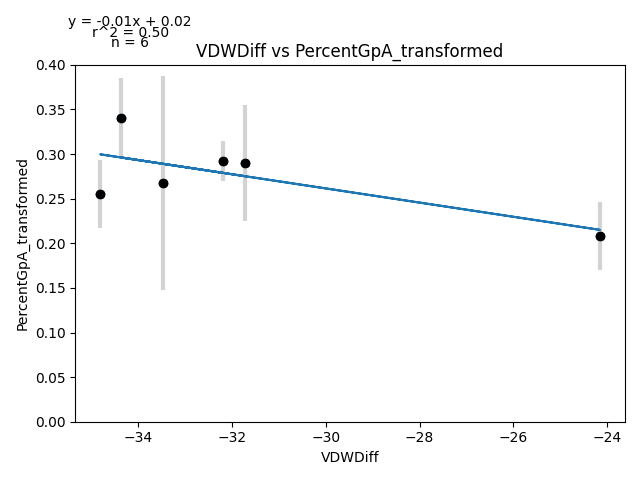 y = -0.01x + 0.02
r^2 = 0.50
n = 6
VDWDiff vs PercentGpA_transformed
0.40
0.35
0.30
0.25
0.20
0.15
0.10
0.05
0.00
PercentGpA_transformed
−34
−32
−30
−28
−26
−24
VDWDiff